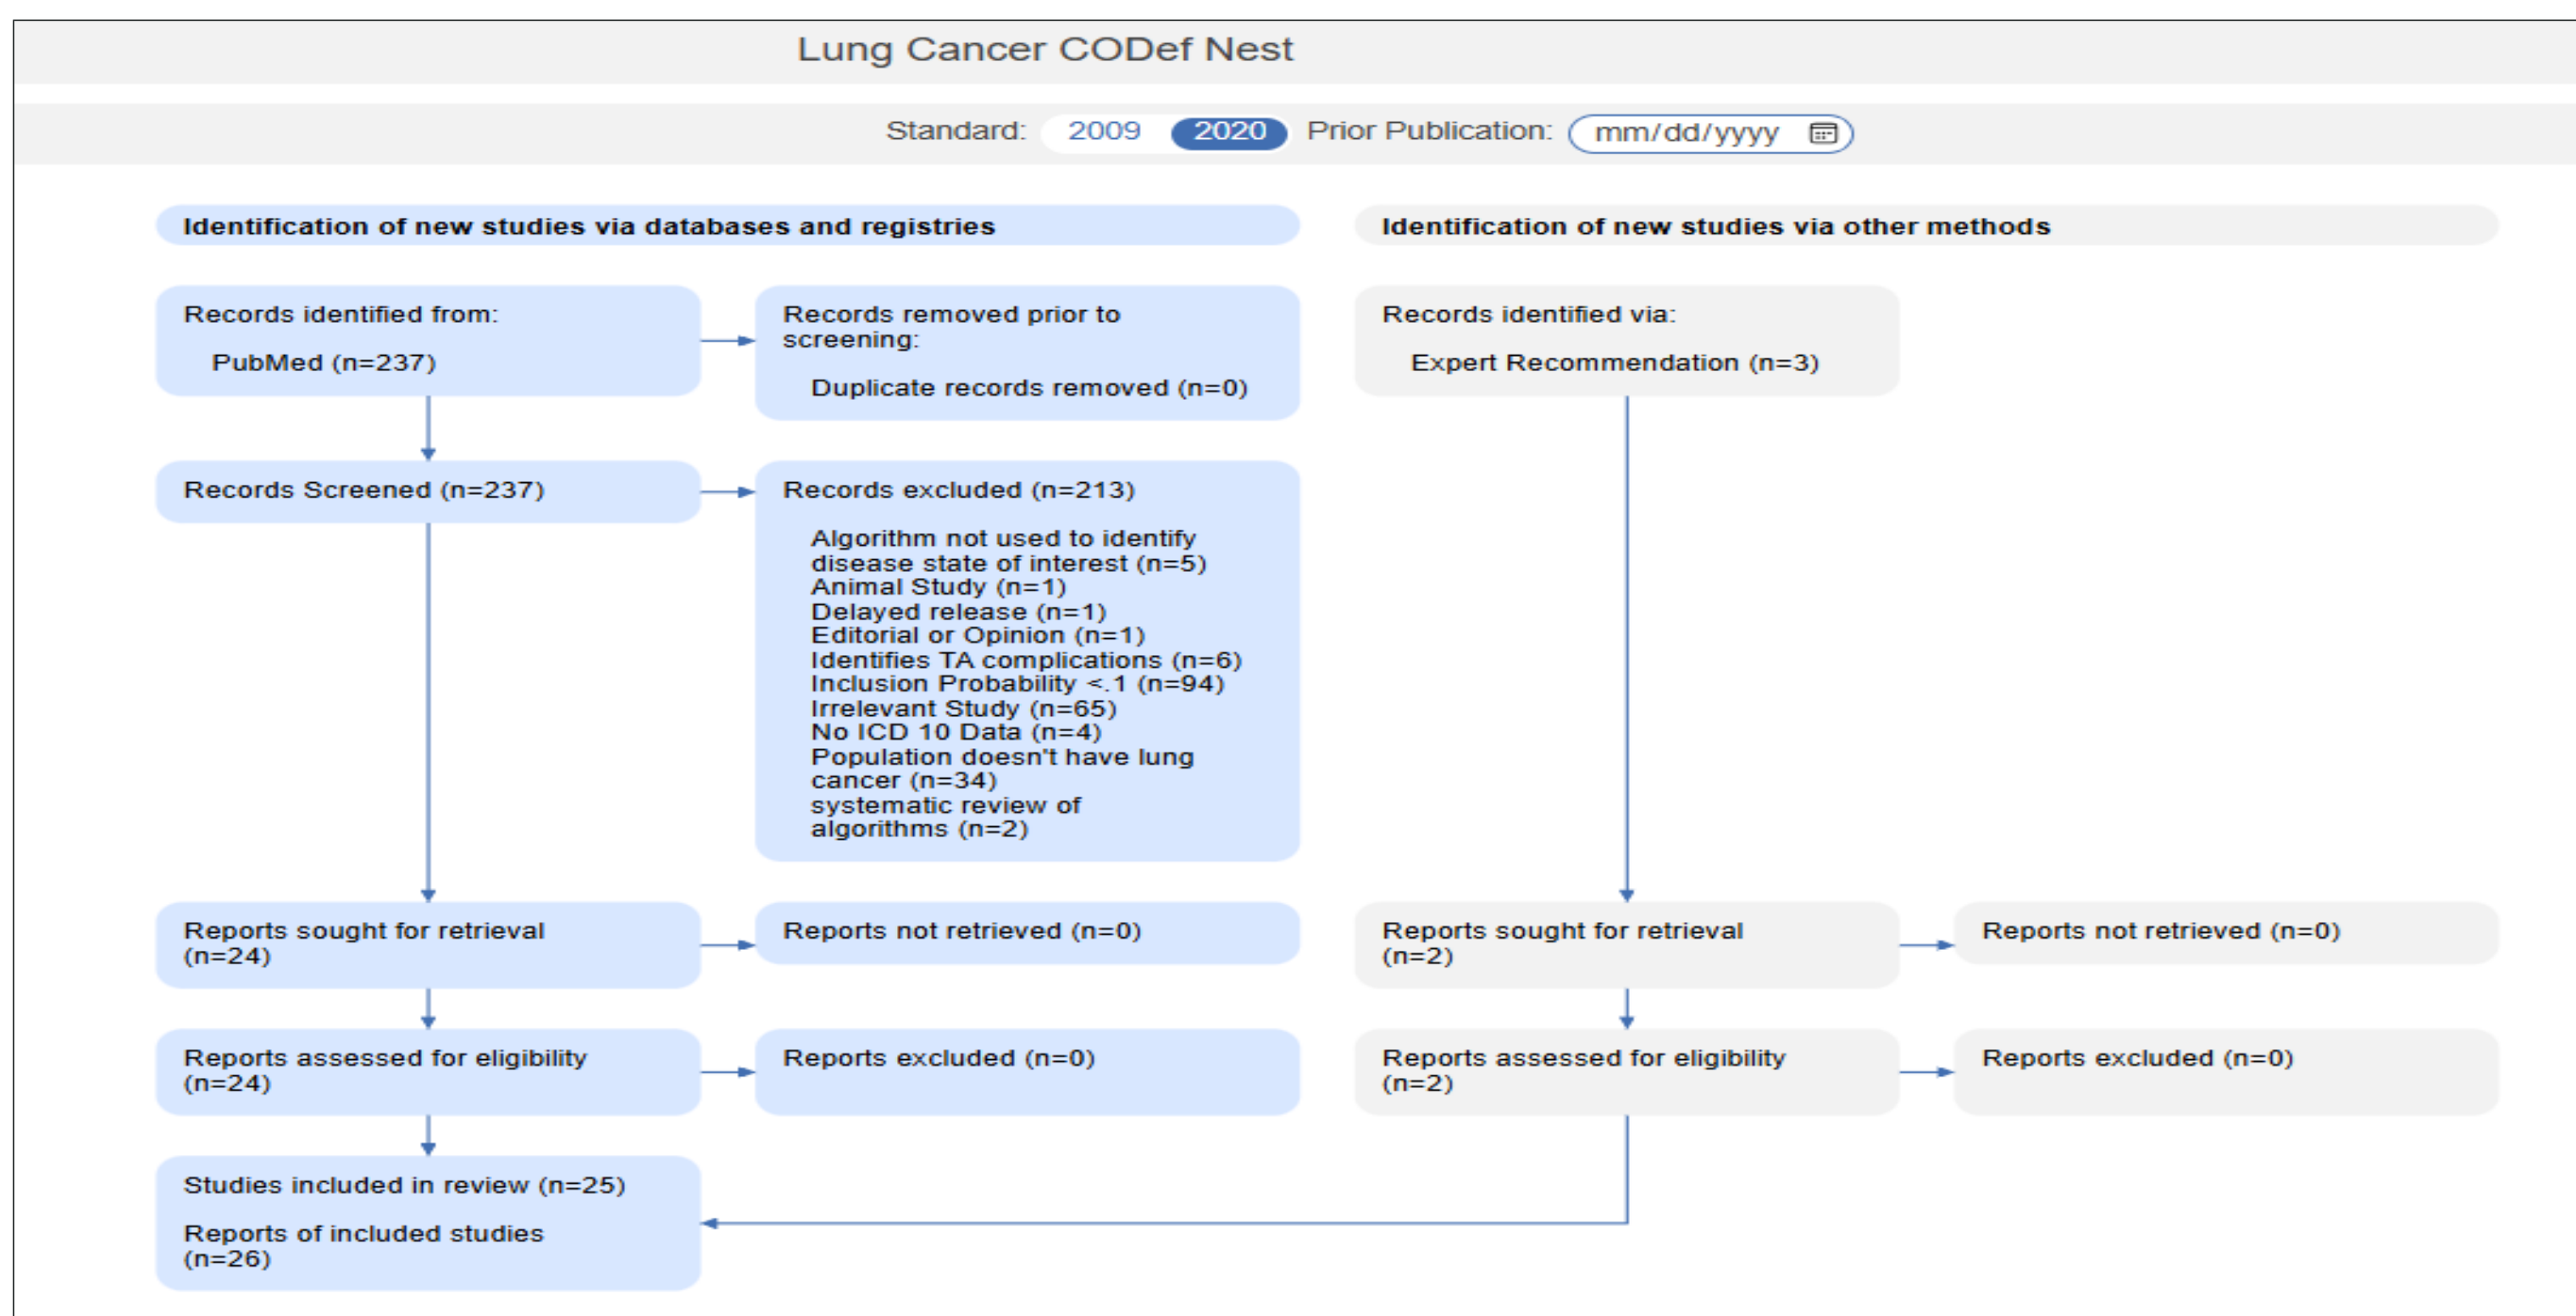 Lung Cancer CODef Nest
Standard: 2009 2020 Prior Publication: mm/dd/yyyy
Identification of new studies via databases and registries
Identification of new studies via other methods
Records identified from:
PubMed (n=237)
Records removed prior to
screening:
Duplicate records removed (n=0)
Records identified via:
Expert Recommendation (n=3)
Records Screened (n=237)
Records excluded (n=213)
Algorithm not used to identify
disease state of interest (n=5)
Animal Study (n=1)
Delayed release (n=1)
Editorial or Opinion (n=1)
Identifies TA complications (n=6)
Inclusion Probability <.1 (n=94)
Irrelevant Study (n=65)
No ICD 10 Data (n=4)
Population doesn't have lung
cancer (n=34)
systematic review of
algorithms (n=2)
Reports sought for retrieval
(n=24)
Reports not retrieved (n=0)
Reports sought for retrieval
(n=2)
Reports not retrieved (n=0)
Reports assessed for eligibility
(n=24)
Reports excluded (n=0)
Reports assessed for eligibility
(n=2)
Reports excluded (n=0)
Studies included in review (n=25)
Reports of included studies
(n=26)